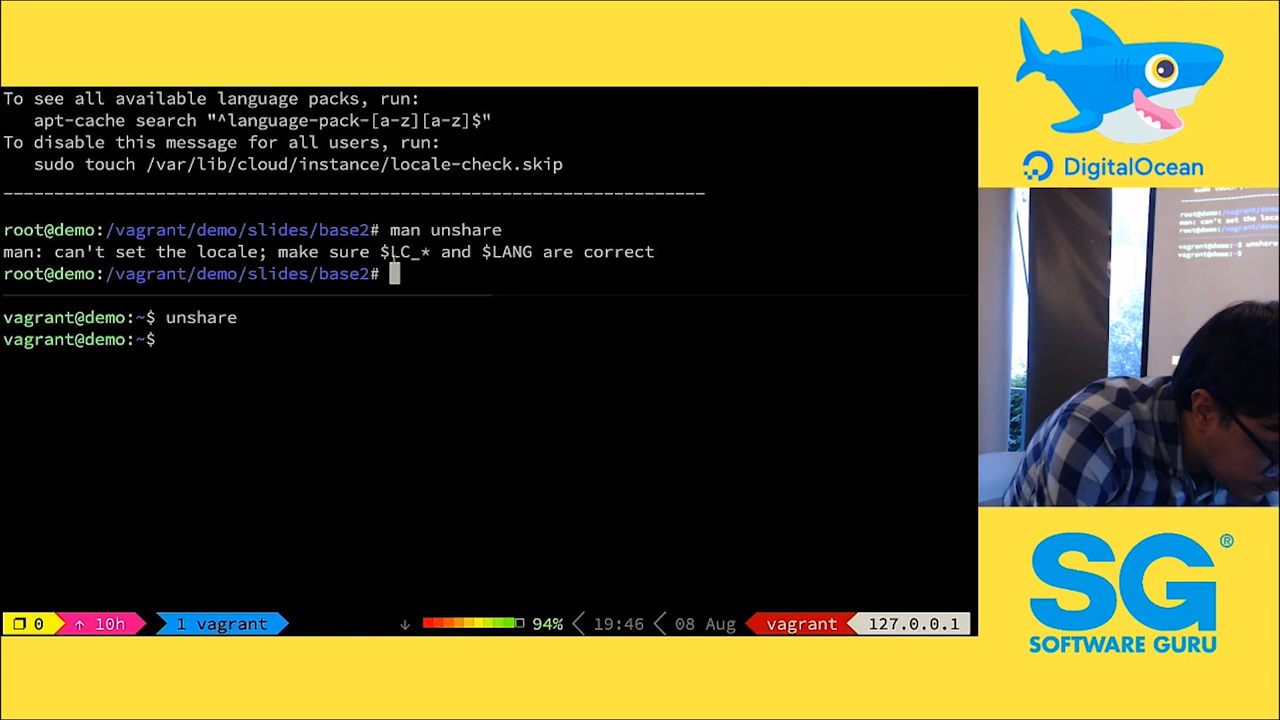 To see all available language packs, run:
apt-cache search "^language-pack-[a-z][a-z]$"
To disable this message for all users, run:
sudo touch /var/lib/cloud/instance/locale-check.skip
---------------------------------------------------------------------
root@demo:/vagrant/demo/slides/base2# man unshare
man: can't set the locale; make sure $LC_* and $LANG are correct
root@demo:/vagrant/demo/slides/base2#
vagrant@demo:~$ unshare
vagrant@demo:~$
0 ↑ 10h 1 vagrant ↓ 94% 19:46 08 Aug vagrant 127.0.0.1
DigitalOcean
SG®
SOFTWARE GURU